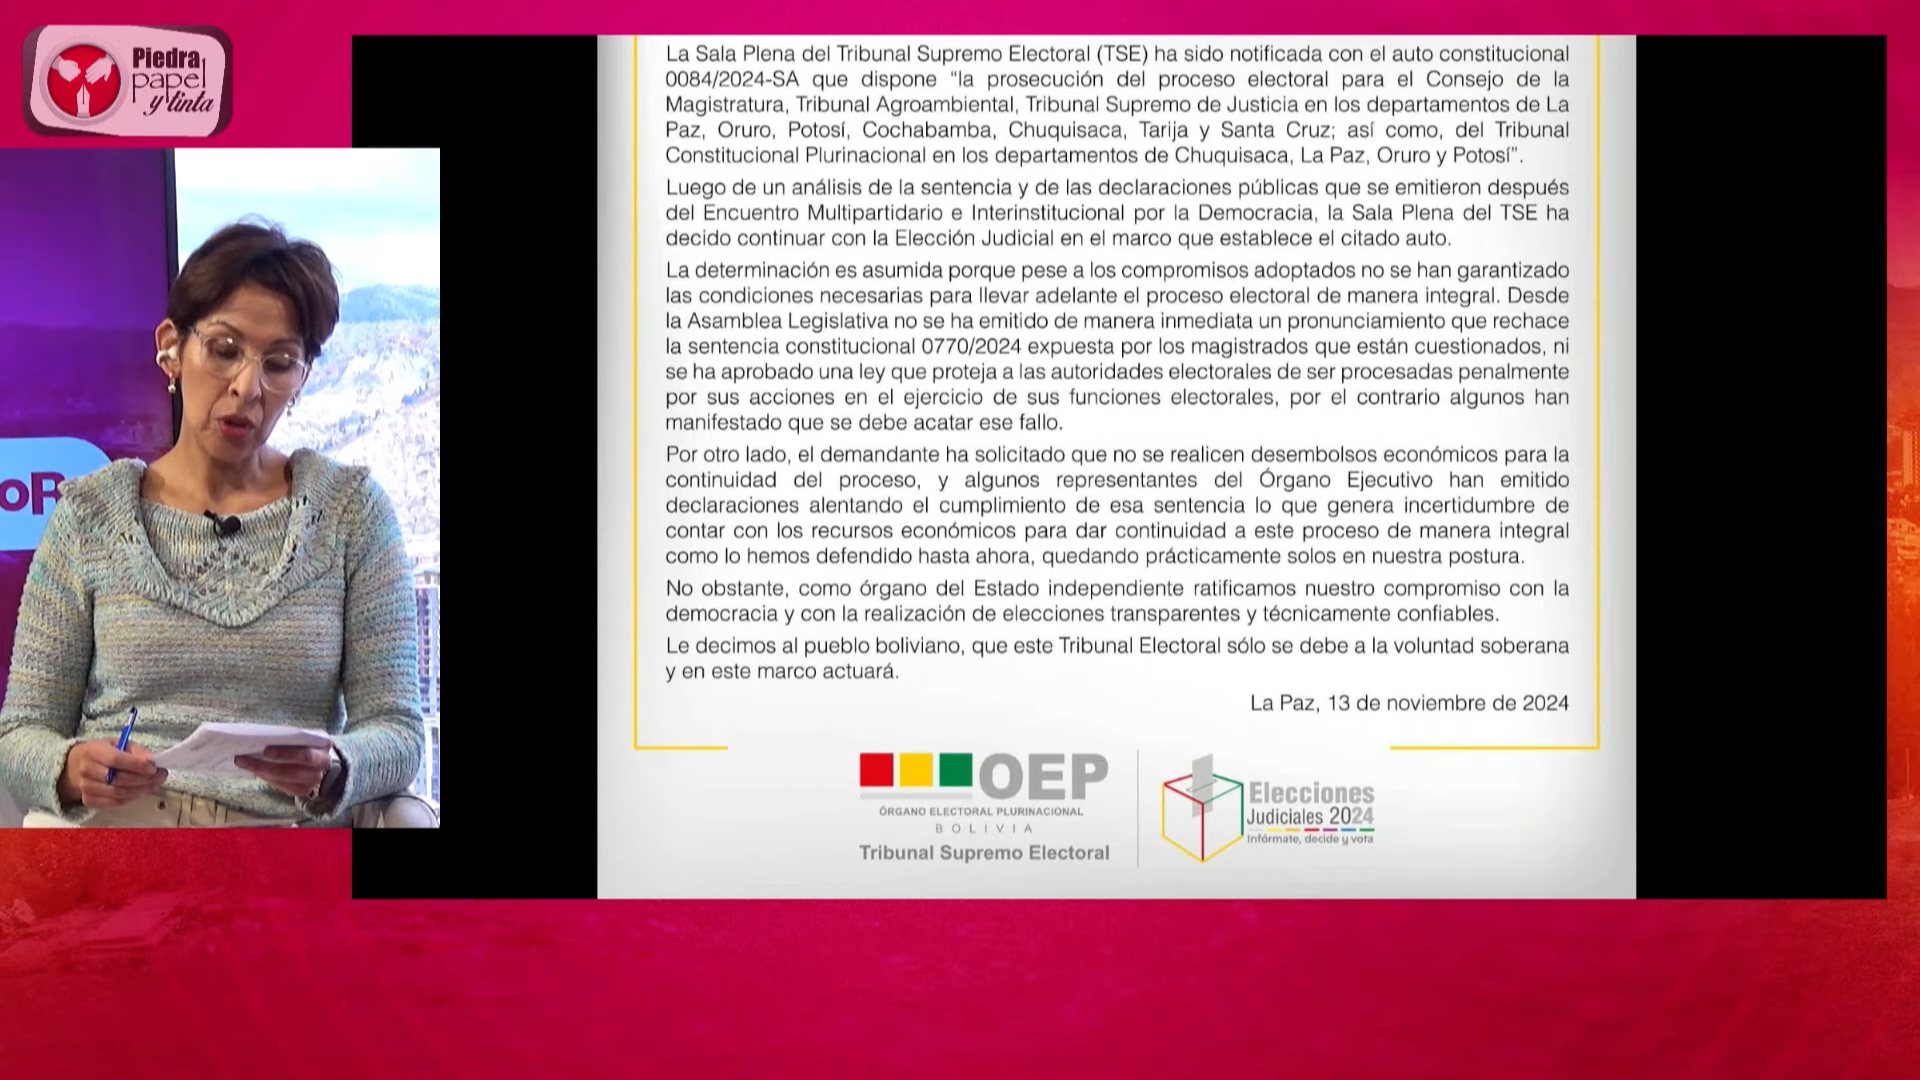 Piedra
papel
y tinta
oR
La Sala Plena del Tribunal Supremo Electoral (TSE) ha sido notificada con el auto constitucional
0084/2024-SA que dispone “la prosecución del proceso electoral para el Consejo de la
Magistratura, Tribunal Agroambiental, Tribunal Supremo de Justicia en los departamentos de La
Paz, Oruro, Potosí, Cochabamba, Chuquisaca, Tarija y Santa Cruz; así como, del Tribunal
Constitucional Plurinacional en los departamentos de Chuquisaca, La Paz, Oruro y Potosí”.
Luego de un análisis de la sentencia y de las declaraciones públicas que se emitieron después
del Encuentro Multipartidario e Interinstitucional por la Democracia, la Sala Plena del TSE ha
decido continuar con la Elección Judicial en el marco que establece el citado auto.
La determinación es asumida porque pese a los compromisos adoptados no se han garantizado
las condiciones necesarias para llevar adelante el proceso electoral de manera integral. Desde
la Asamblea Legislativa no se ha emitido de manera inmediata un pronunciamiento que rechace
la sentencia constitucional 0770/2024 expuesta por los magistrados que están cuestionados, ni
se ha aprobado una ley que proteja a las autoridades electorales de ser procesadas penalmente
por sus acciones en el ejercicio de sus funciones electorales, por el contrario algunos han
manifestado que se debe acatar ese fallo.
Por otro lado, el demandante ha solicitado que no se realicen desembolsos económicos para la
continuidad del proceso, y algunos representantes del Órgano Ejecutivo han emitido
declaraciones alentando el cumplimiento de esa sentencia lo que genera incertidumbre de
contar con los recursos económicos para dar continuidad a este proceso de manera integral
como lo hemos defendido hasta ahora, quedando prácticamente solos en nuestra postura.
No obstante, como órgano del Estado independiente ratificamos nuestro compromiso con la
democracia y con la realización de elecciones transparentes y técnicamente confiables.
Le decimos al pueblo boliviano, que este Tribunal Electoral sólo se debe a la voluntad soberana
y en este marco actuará.
La Paz, 13 de noviembre de 2024
OEP
ÓRGANO ELECTORAL PLURINACIONAL
BOLIVIA
Tribunal Supremo Electoral
Elecciones
Judiciales 2024
Infórmate, decide y vota